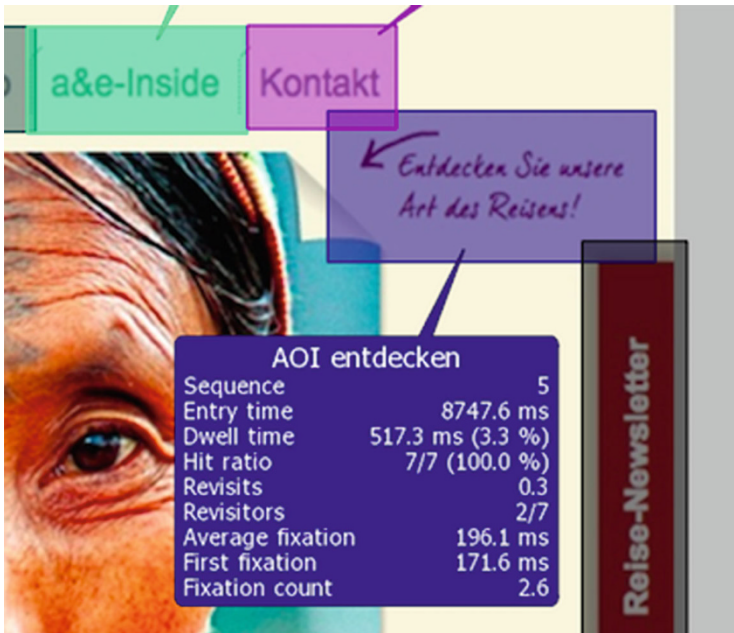 a&e-Inside
Kontakt
Entdecken Sie unsere
Art des Reisens!
AOI entdecken
Sequence 5
Entry time 8747.6 ms
Dwell time 517.3 ms (3.3 %)
Hit ratio 7/7 (100.0 %)
Revisits 0.3
Revisitors 2/7
Average fixation 196.1 ms
First fixation 171.6 ms
Fixation count 2.6
Reise-Newsletter